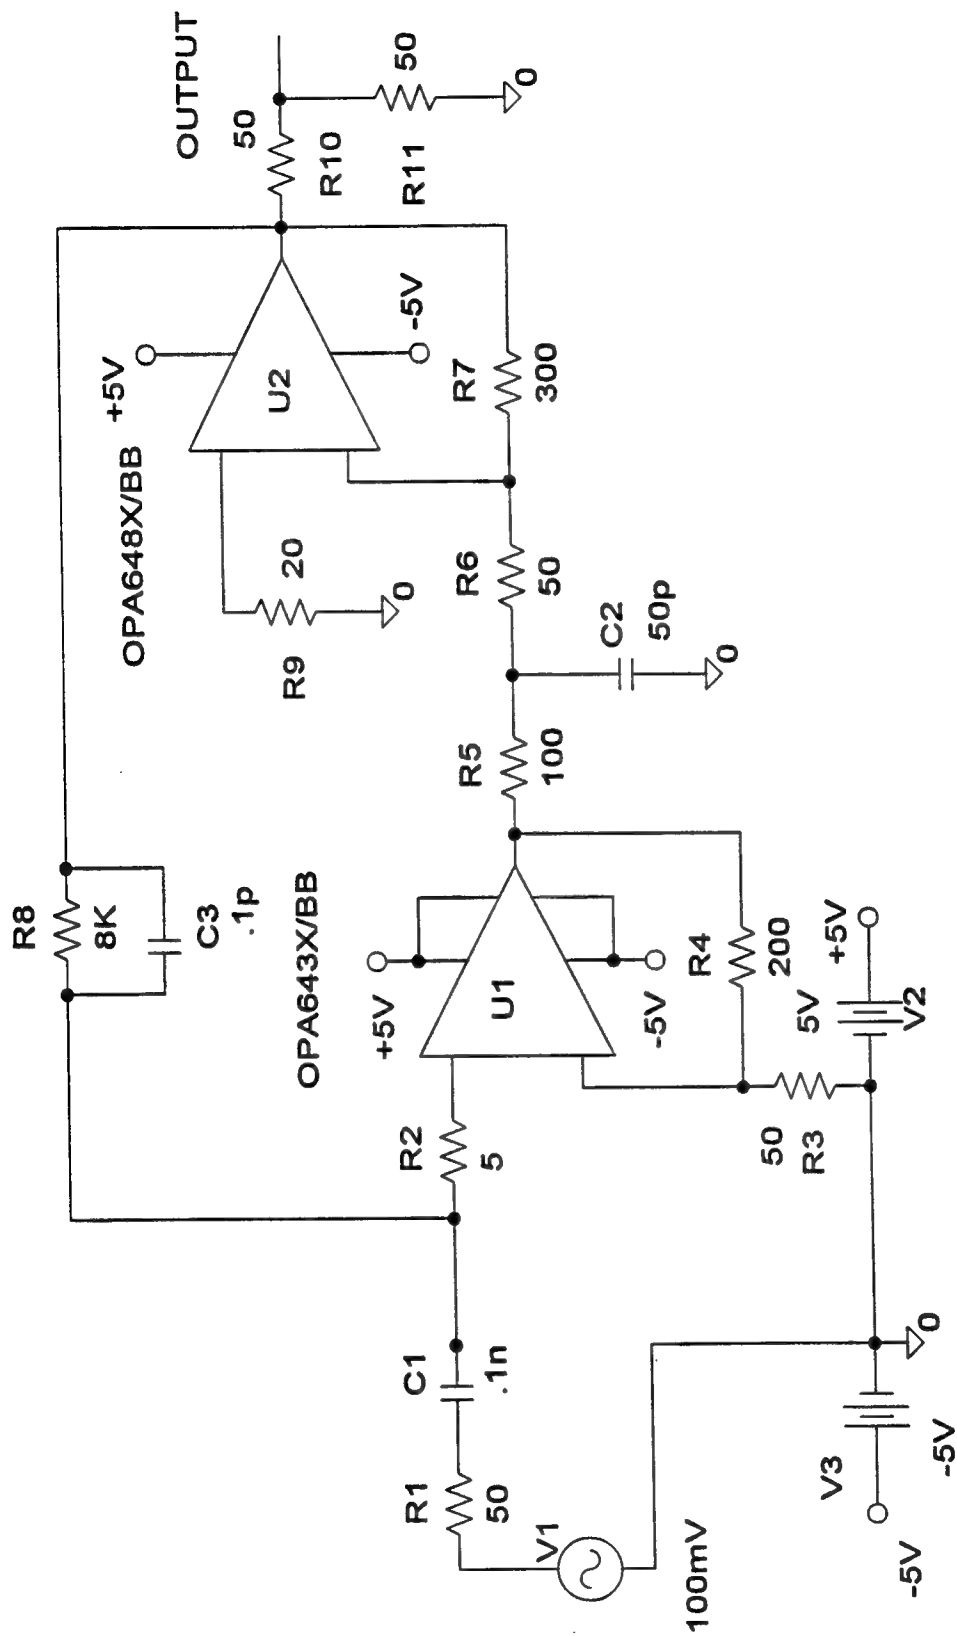 OUTPUT
50
R10
50
R11
0
+5V
OPA648X/BB
U2
-5V
R7
300
20
R9
0
R6
50
C2
50p
0
R5
100
R8
8K
C3
.1p
OPA643X/BB
+5V
U1
-5V
R4
200
R2
5
50
R3
5V
+5V
V2
C1
.1n
R1
50
V1
100mV
0
V3
-5V
-5V